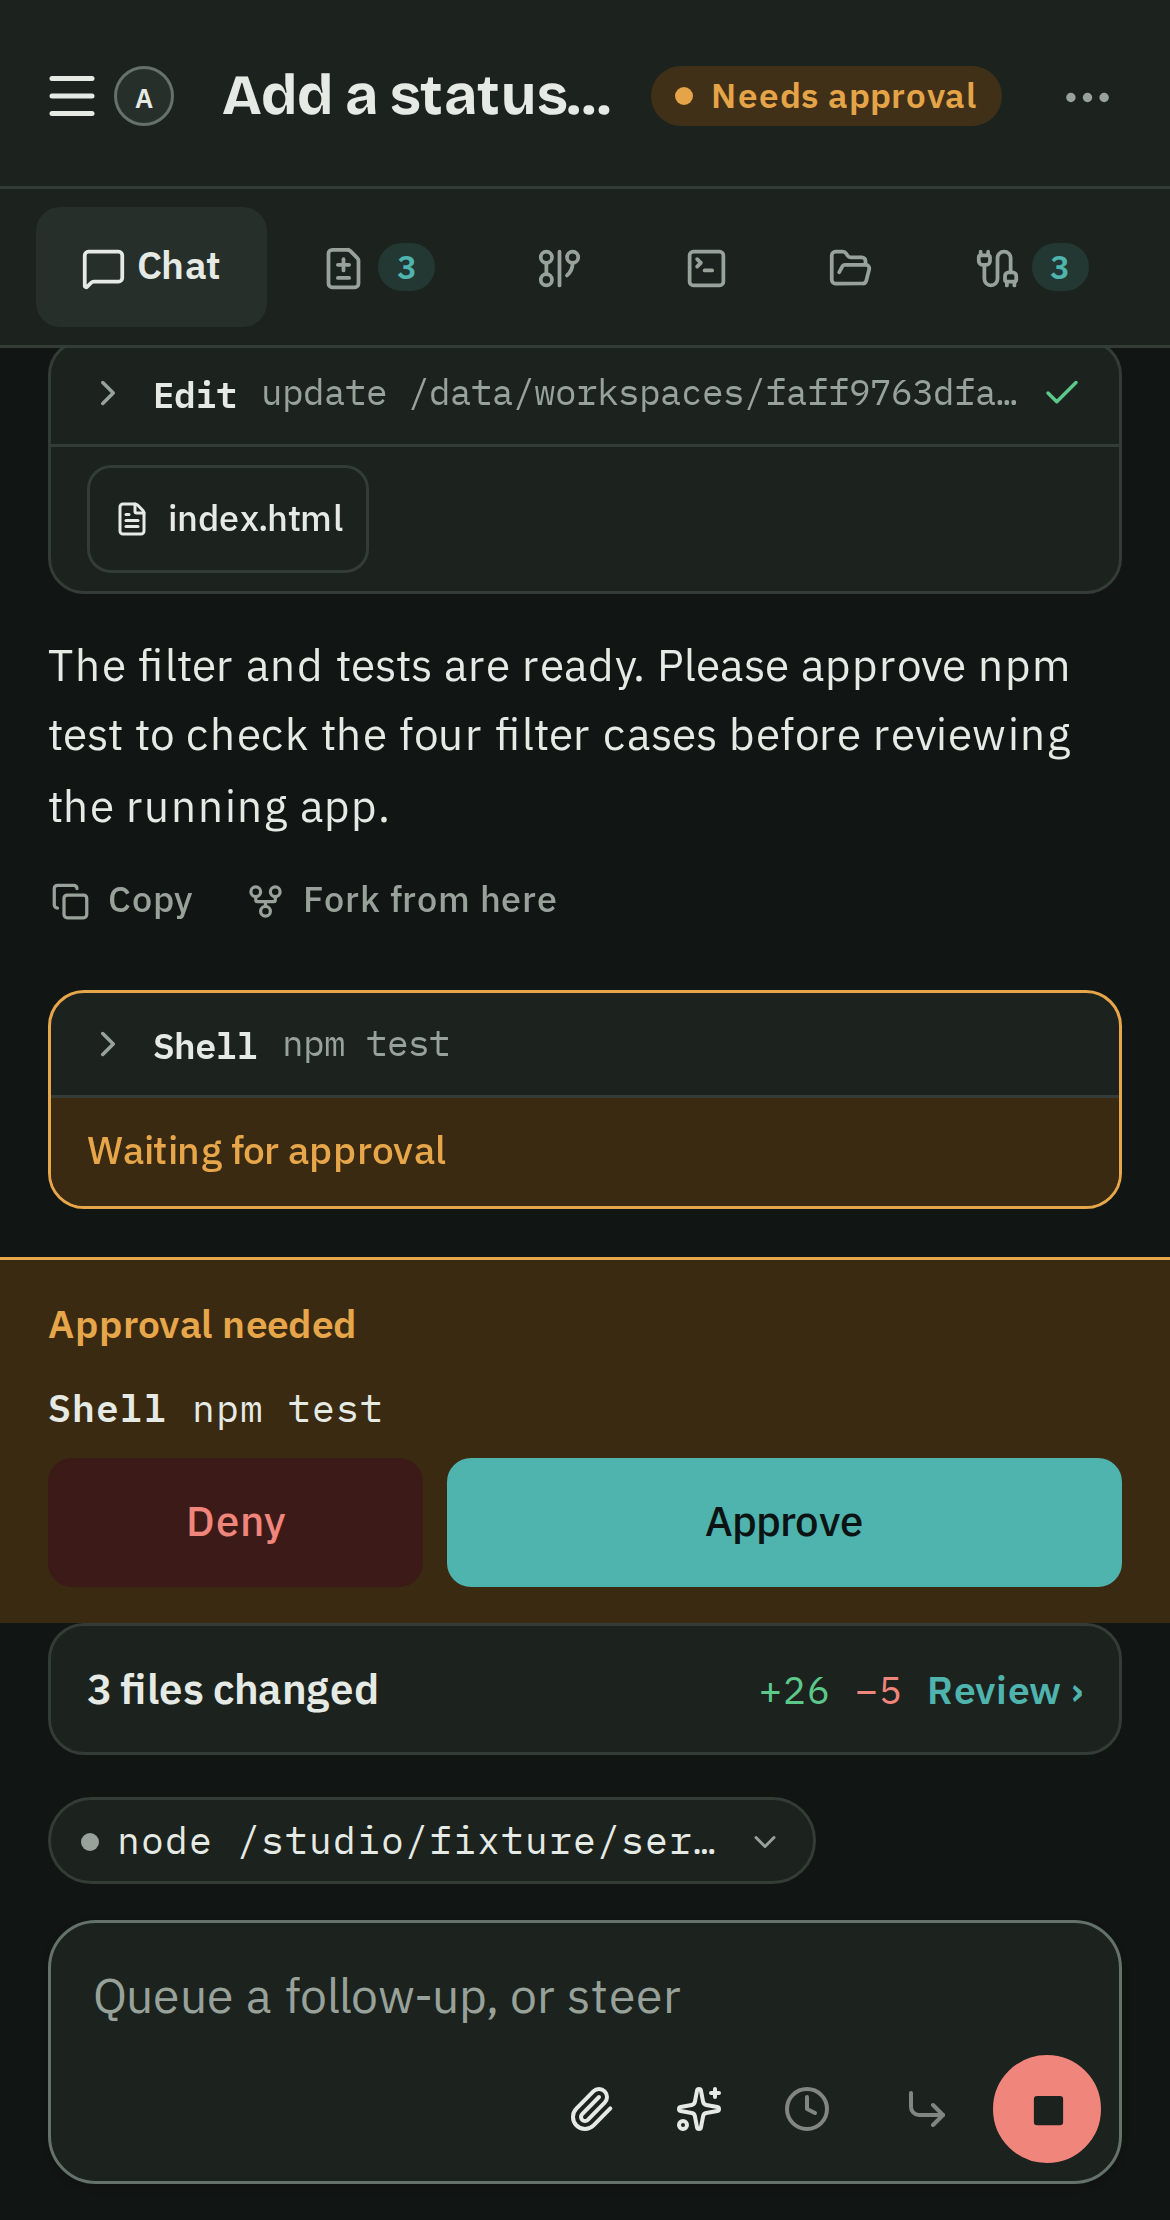 A Add a status... Needs approval
Chat 3 3
Edit update /data/workspaces/faff9763dfa…
index.html
The filter and tests are ready. Please approve npm
test to check the four filter cases before reviewing
the running app.
Copy Fork from here
Shell npm test
Waiting for approval
Approval needed
Shell npm test
Deny Approve
3 files changed +26 −5 Review ›
node /studio/fixture/ser…
Queue a follow-up, or steer